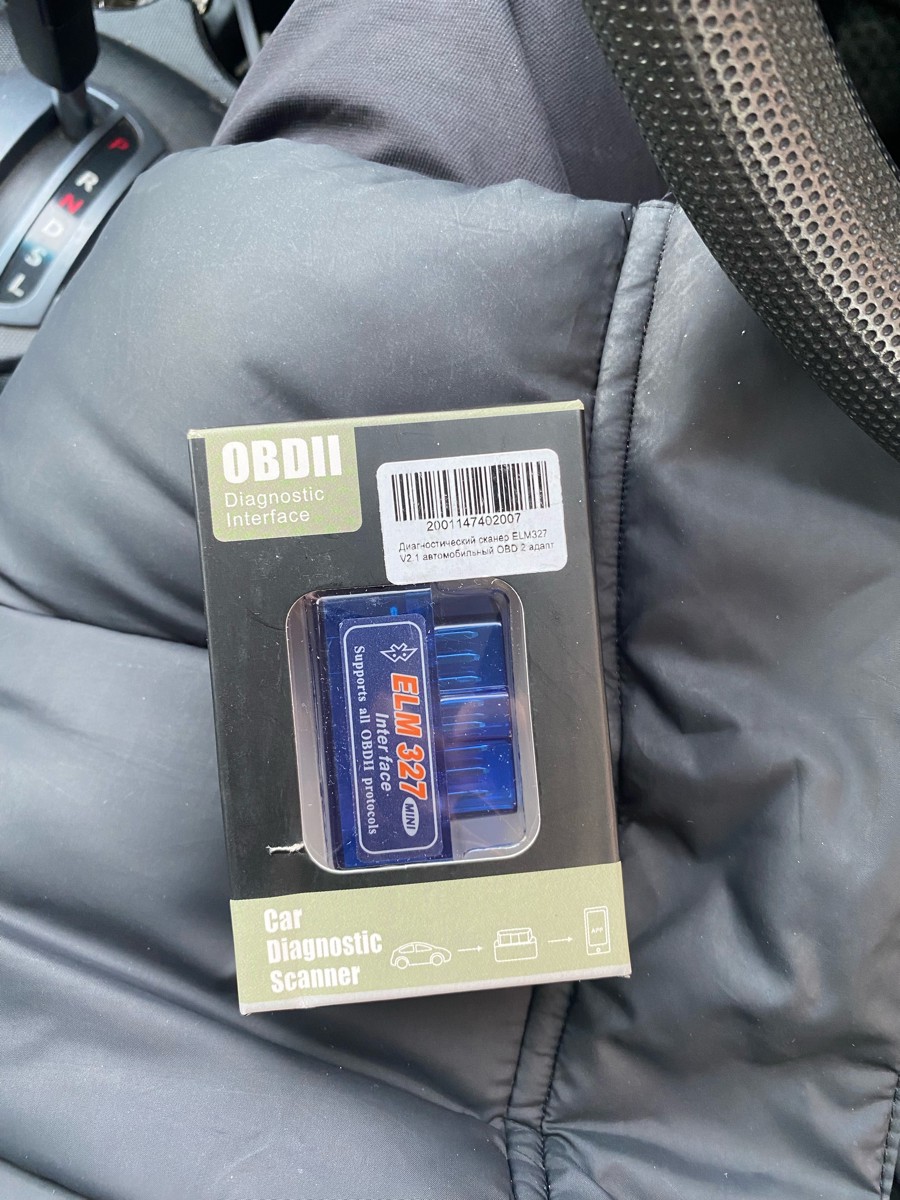 P
R
N
D
S
L
OBDII
Diagnostic
Interface
2001147402007
Диагностический сканер ELM327
V2.1 автомобильный OBD 2 адапт
ELM 327
MINI
Interface
Supports all OBDII protocols
Car
Diagnostic
Scanner
APP